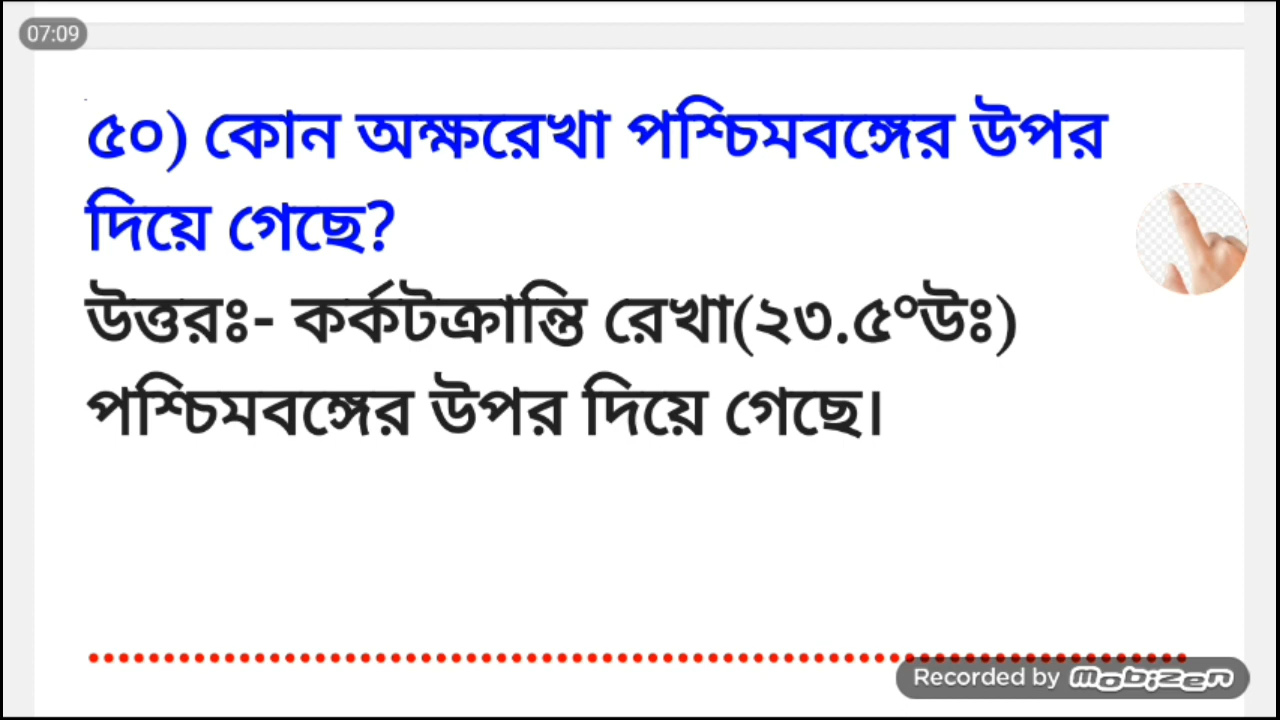 07:09
৫০) কোন অক্ষরেখা পশ্চিমবঙ্গের উপর
দিয়ে গেছে?
উত্তরঃ- কর্কটক্রান্তি রেখা(২৩.৫°উঃ)
পশ্চিমবঙ্গের উপর দিয়ে গেছে।
Recorded by mobizen